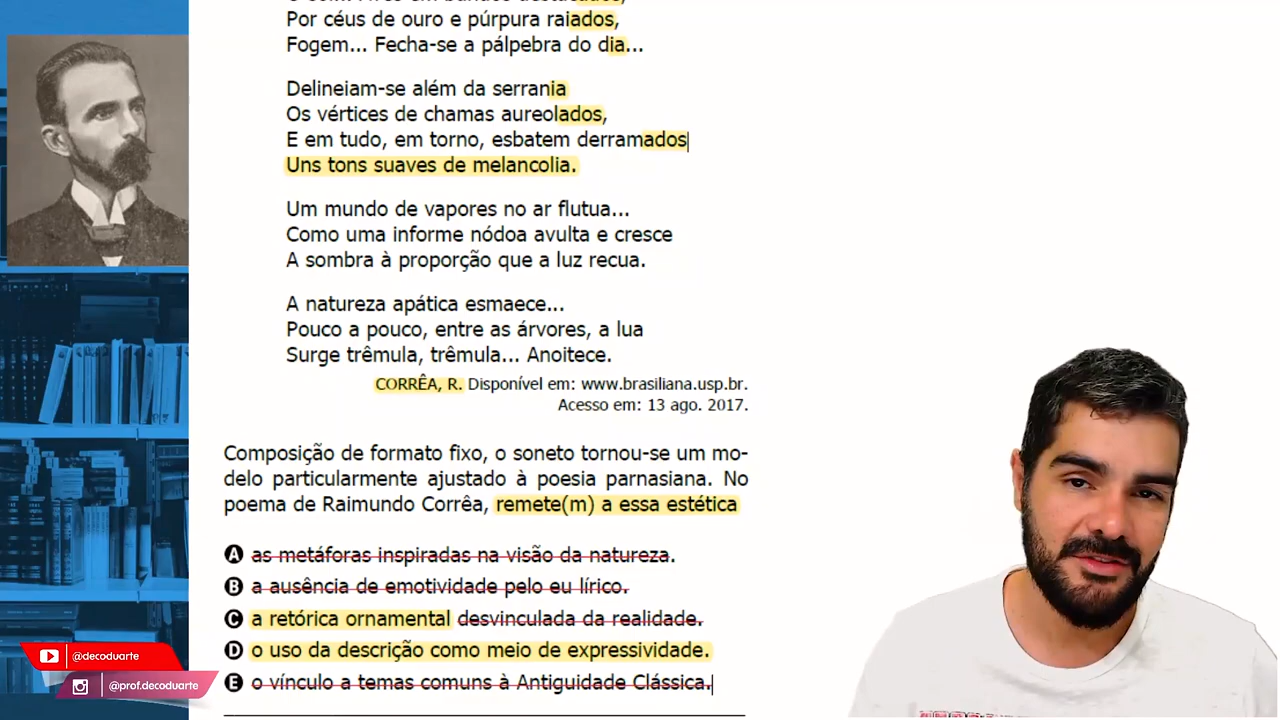 Por céus de ouro e púrpura raiados,
Fogem... Fecha-se a pálpebra do dia...
Delineiam-se além da serrania
Os vértices de chamas aureolados,
E em tudo, em torno, esbatem derramados
Uns tons suaves de melancolia.
Um mundo de vapores no ar flutua...
Como uma informe nódoa avulta e cresce
A sombra à proporção que a luz recua.
A natureza apática esmaece...
Pouco a pouco, entre as árvores, a lua
Surge trêmula, trêmula... Anoitece.
CORRÊA, R. Disponível em: www.brasiliana.usp.br.
Acesso em: 13 ago. 2017.
Composição de formato fixo, o soneto tornou-se um mo-
delo particularmente ajustado à poesia parnasiana. No
poema de Raimundo Corrêa, remete(m) a essa estética
A as metáforas inspiradas na visão da natureza.
B a ausência de emotividade pelo eu lírico.
C a retórica ornamental desvinculada da realidade.
D o uso da descrição como meio de expressividade.
E o vínculo a temas comuns à Antiguidade Clássica.
@decoduarte
@prof.decoduarte